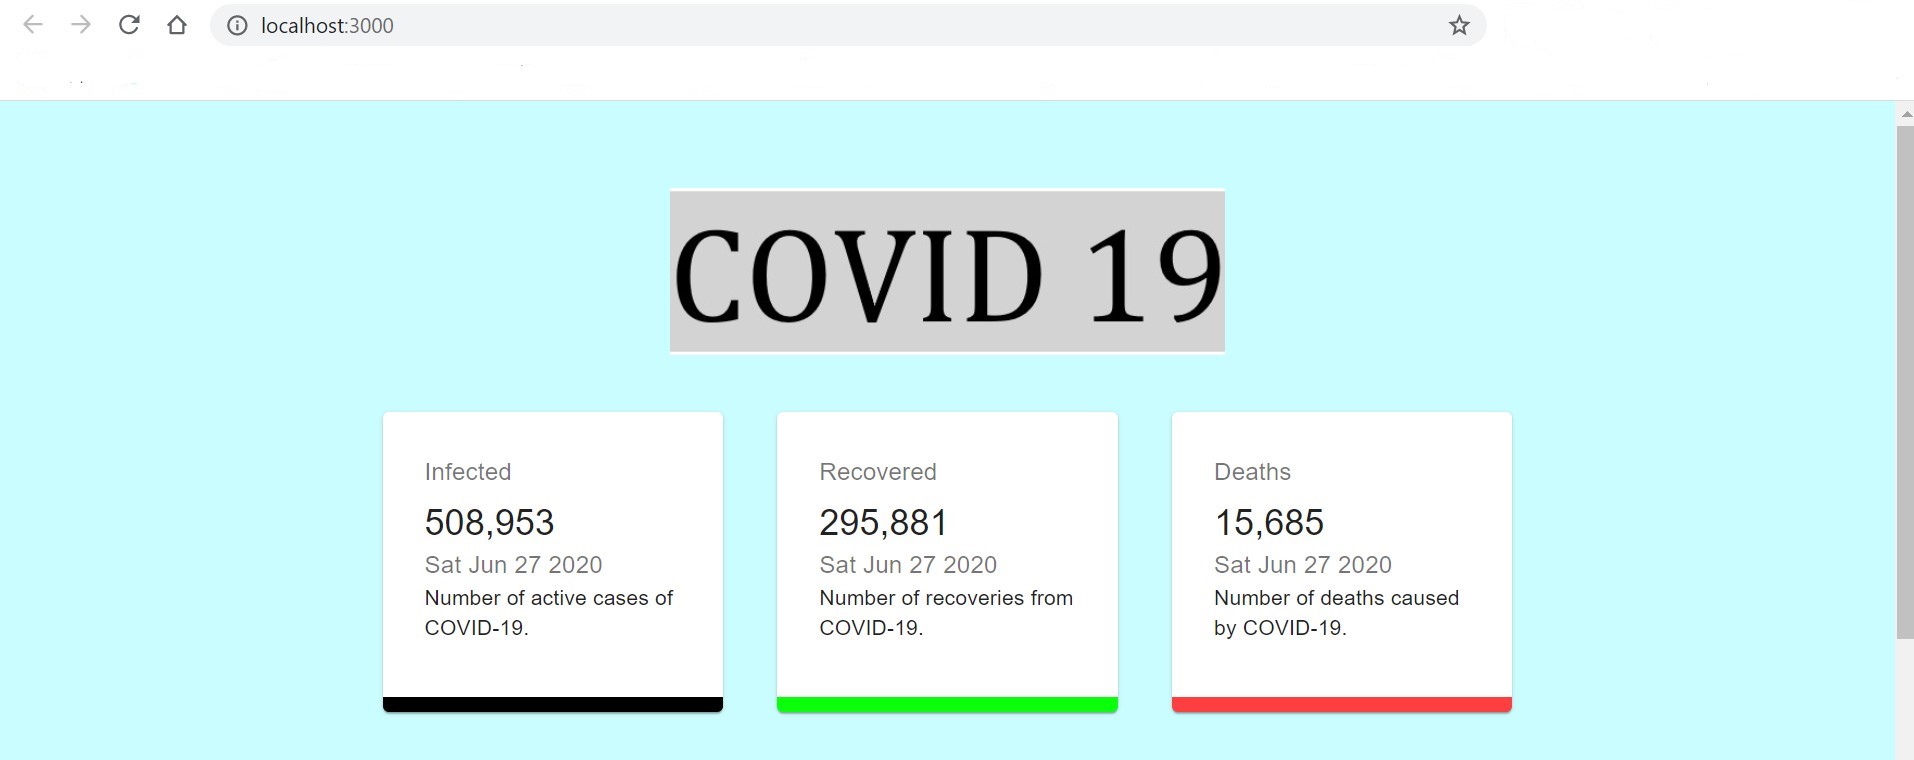 localhost:3000
COVID 19
Infected
508,953
Sat Jun 27 2020
Number of active cases of
COVID-19.
Recovered
295,881
Sat Jun 27 2020
Number of recoveries from
COVID-19.
Deaths
15,685
Sat Jun 27 2020
Number of deaths caused
by COVID-19.